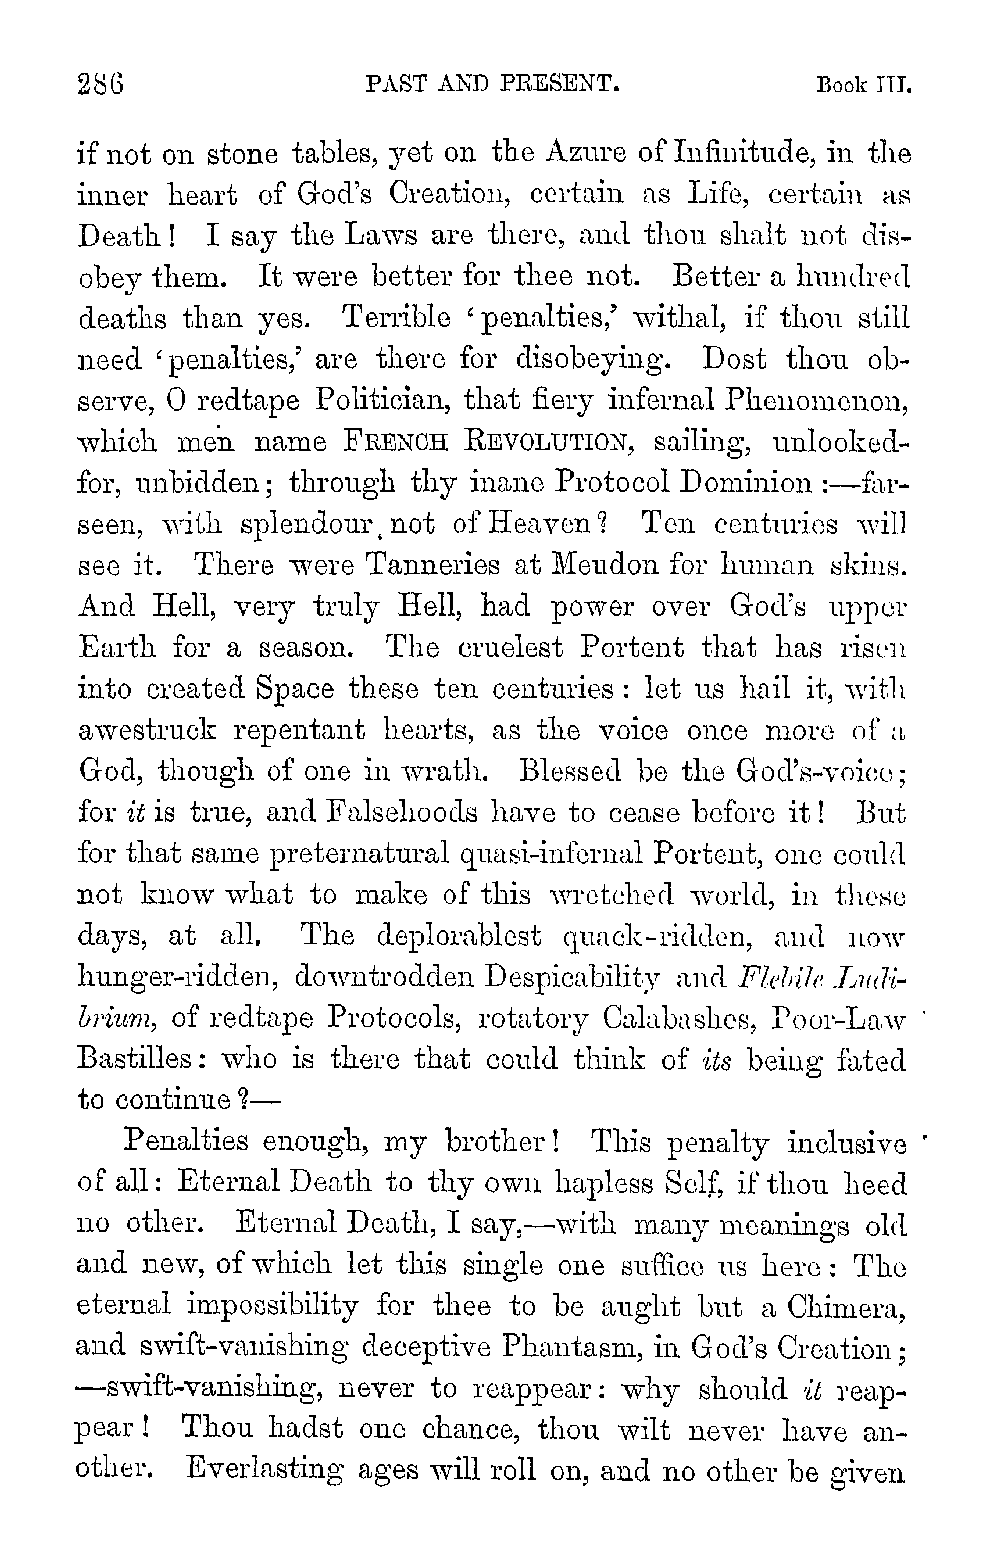 286 PAST AND PRESENT. Book III.
if not on stone tables, yet on the Azure of Infinitude, in the
inner heart of God's Creation, certain as Life, certain as
Death! I say the Laws are there, and thou shalt not dis-
obey them. It were better for thee not. Better a hundred
deaths than yes. Terrible ‘penalties,’ withal, if thou still
need ‘penalties,’ are there for disobeying. Dost thou ob-
serve, O redtape Politician, that fiery infernal Phenomenon,
which men name FRENCH REVOLUTION, sailing, unlooked-
for, unbidden; through thy inane Protocol Dominion:—far-
seen, with splendour, not of Heaven? Ten centuries will
see it. There were Tanneries at Meudon for human skins.
And Hell, very truly Hell, had power over God's upper
Earth for a season. The cruelest Portent that has risen
into created Space these ten centuries: let us hail it, with
awestruck repentant hearts, as the voice once more of a
God, though of one in wrath. Blessed be the God's-voice;
for it is true, and Falsehoods have to cease before it! But
for that same preternatural quasi-infernal Portent, one could
not know what to make of this wretched world, in these
days, at all. The deplorablest quack-ridden, and now
hunger-ridden, downtrodden Despicability and Flebile Ludi-
brium, of redtape Protocols, rotatory Calabashes, Poor-Law
Bastilles: who is there that could think of its being fated
to continue?—
Penalties enough, my brother! This penalty inclusive
of all: Eternal Death to thy own hapless Self, if thou heed
no other. Eternal Death, I say,—with many meanings old
and new, of which let this single one suffice us here: The
eternal impossibility for thee to be aught but a Chimera,
and swift-vanishing deceptive Phantasm, in God's Creation;
—swift-vanishing, never to reappear: why should it reap-
pear! Thou hadst one chance, thou wilt never have an-
other. Everlasting ages will roll on, and no other be given